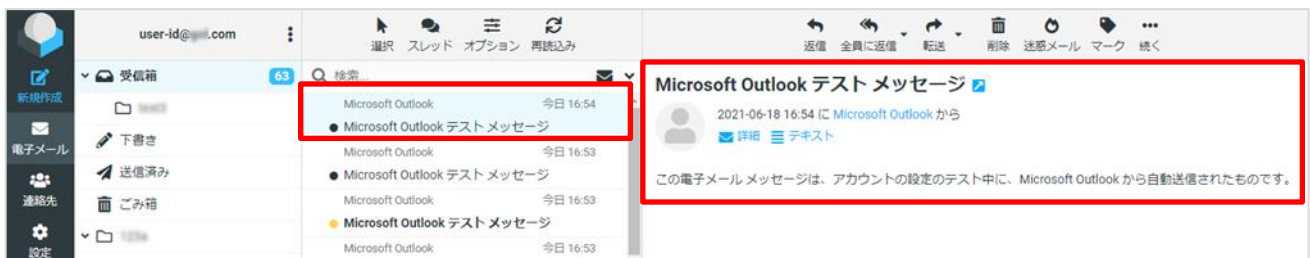 user-id@ .com
選択 スレッド オプション 再読込み
返信 全員に返信 転送 削除 迷惑メール マーク 続く
新規作成
電子メール
連絡先
設定
受信箱 63
下書き
送信済み
ごみ箱
検索...
Microsoft Outlook 今日 16:54
Microsoft Outlook テスト メッセージ
Microsoft Outlook 今日 16:53
Microsoft Outlook テスト メッセージ
Microsoft Outlook 今日 16:53
Microsoft Outlook テスト メッセージ
Microsoft Outlook 今日 16:53
Microsoft Outlook テスト メッセージ
2021-06-18 16:54 に Microsoft Outlook から
詳細 テキスト
この電子メール メッセージは、アカウントの設定のテスト中に、Microsoft Outlook から自動送信されたものです。